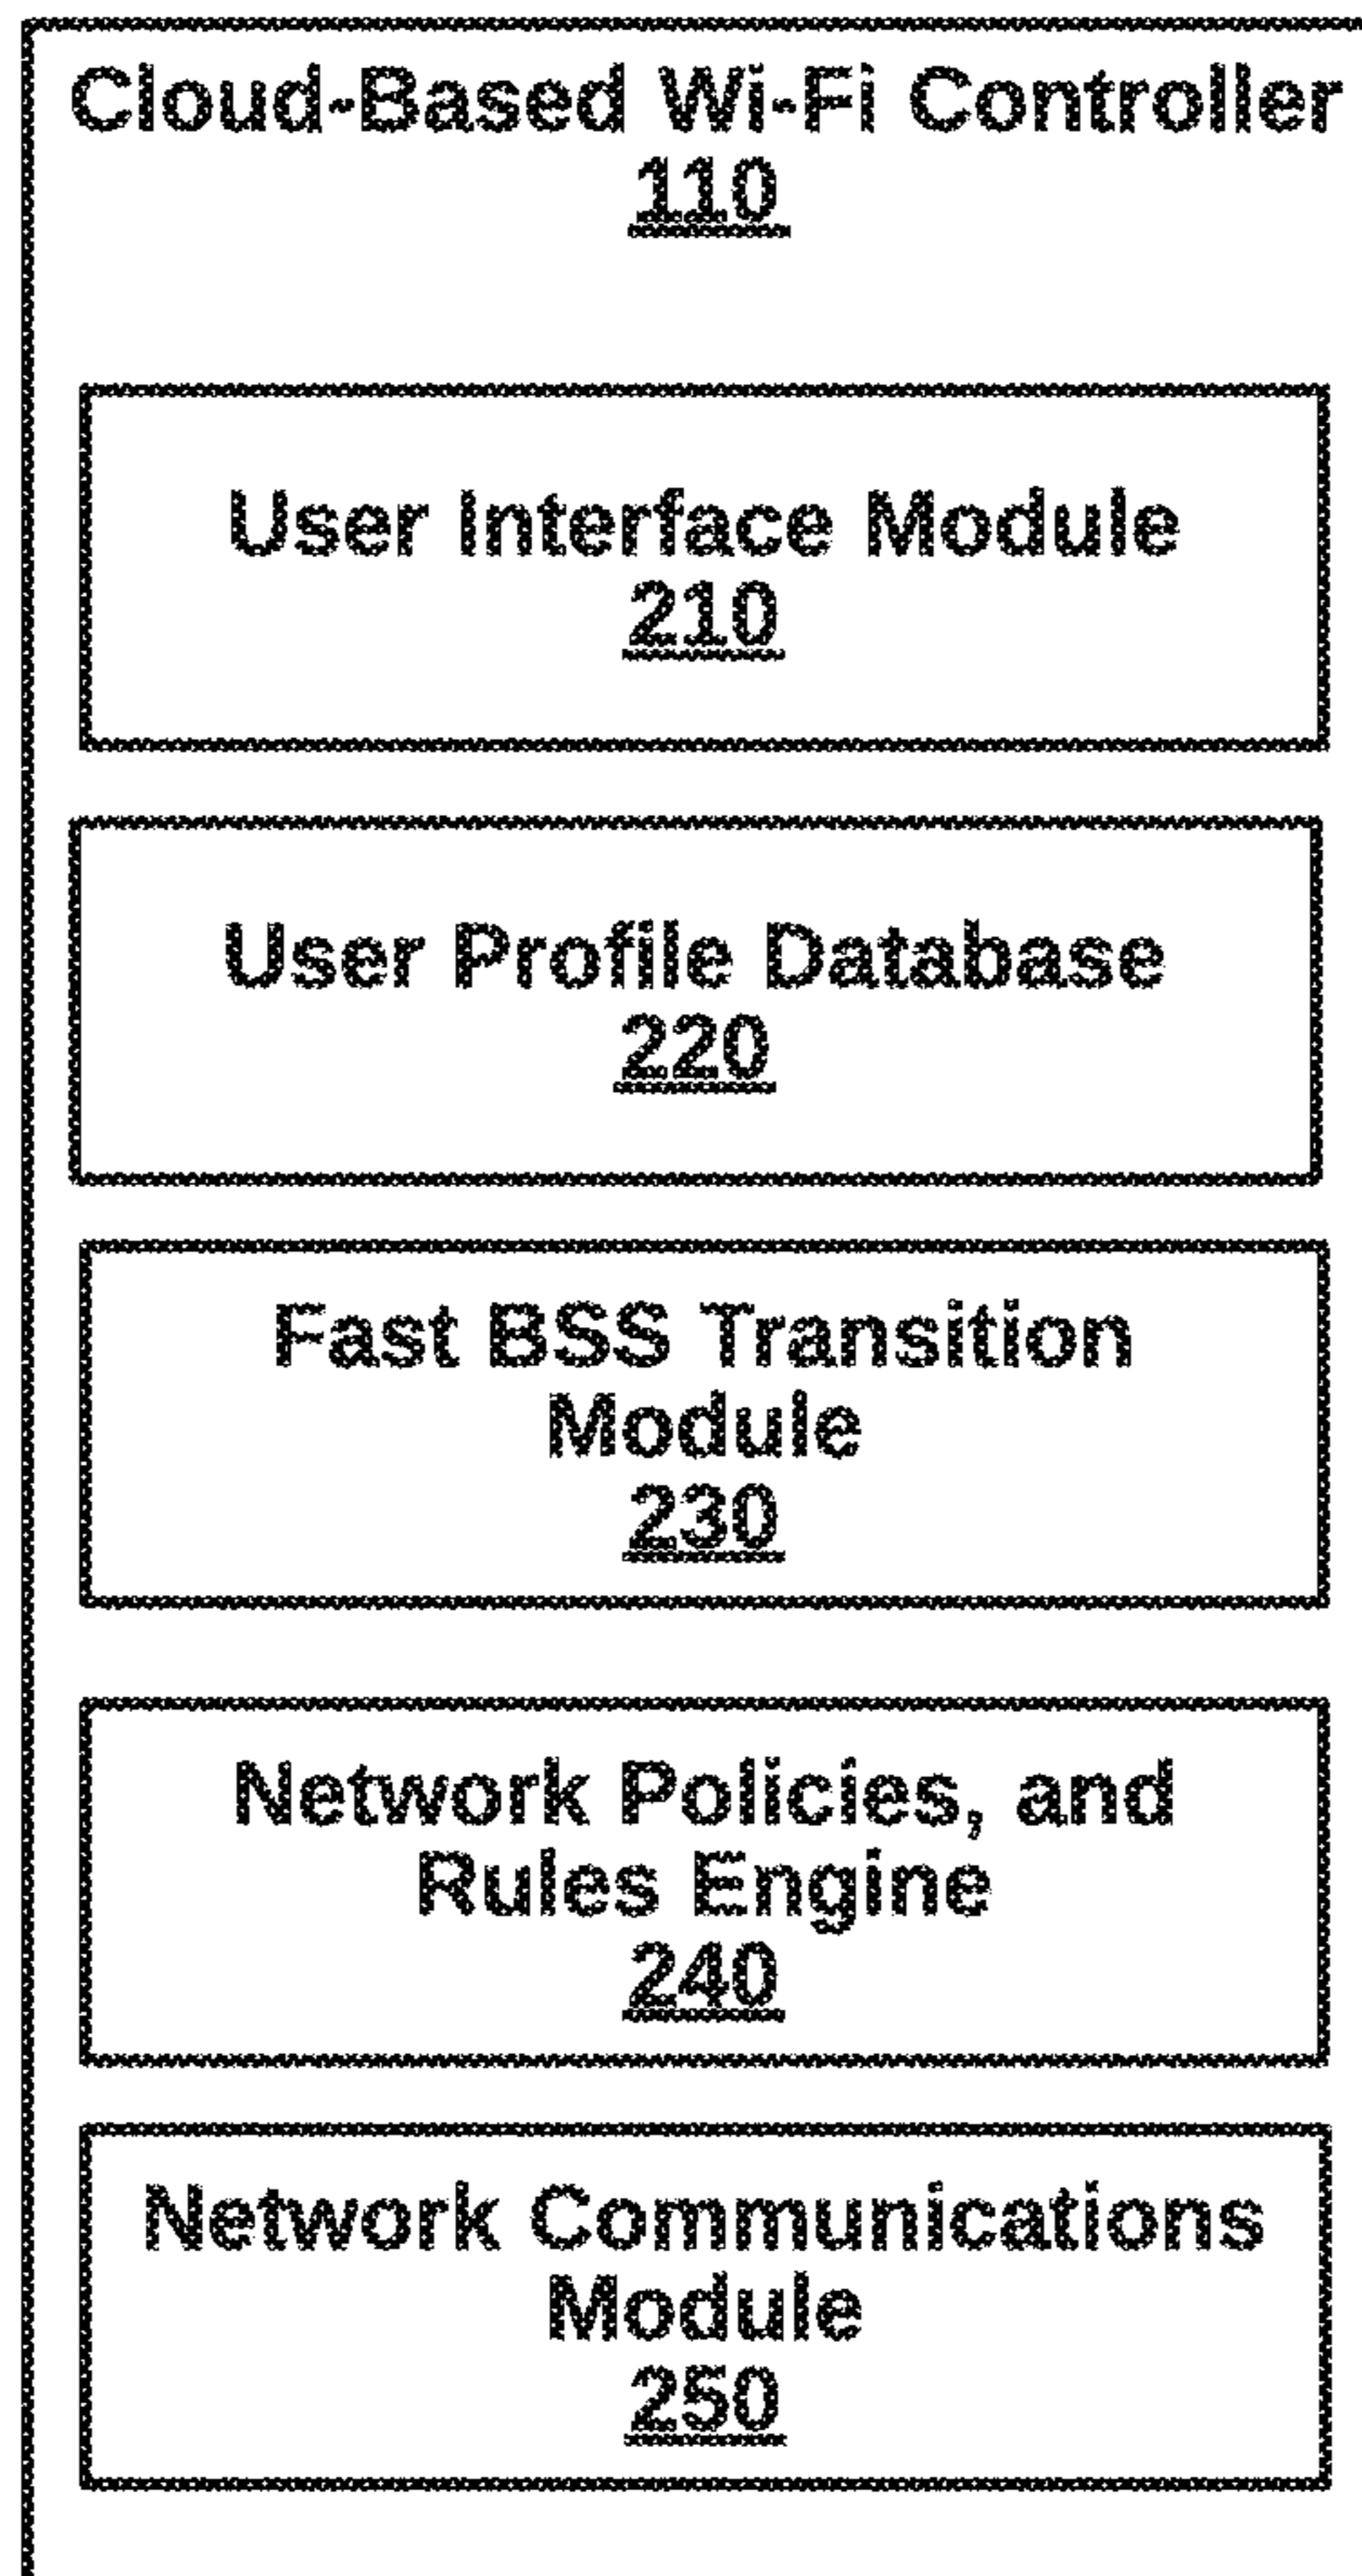 Cloud-Based Wi-Fi Controller
110
User Interface Module
210
User Profile Database
220
Fast BSS Transition
Module
230
Network Policies, and
Rules Engine
240
Network Communications
Module
250